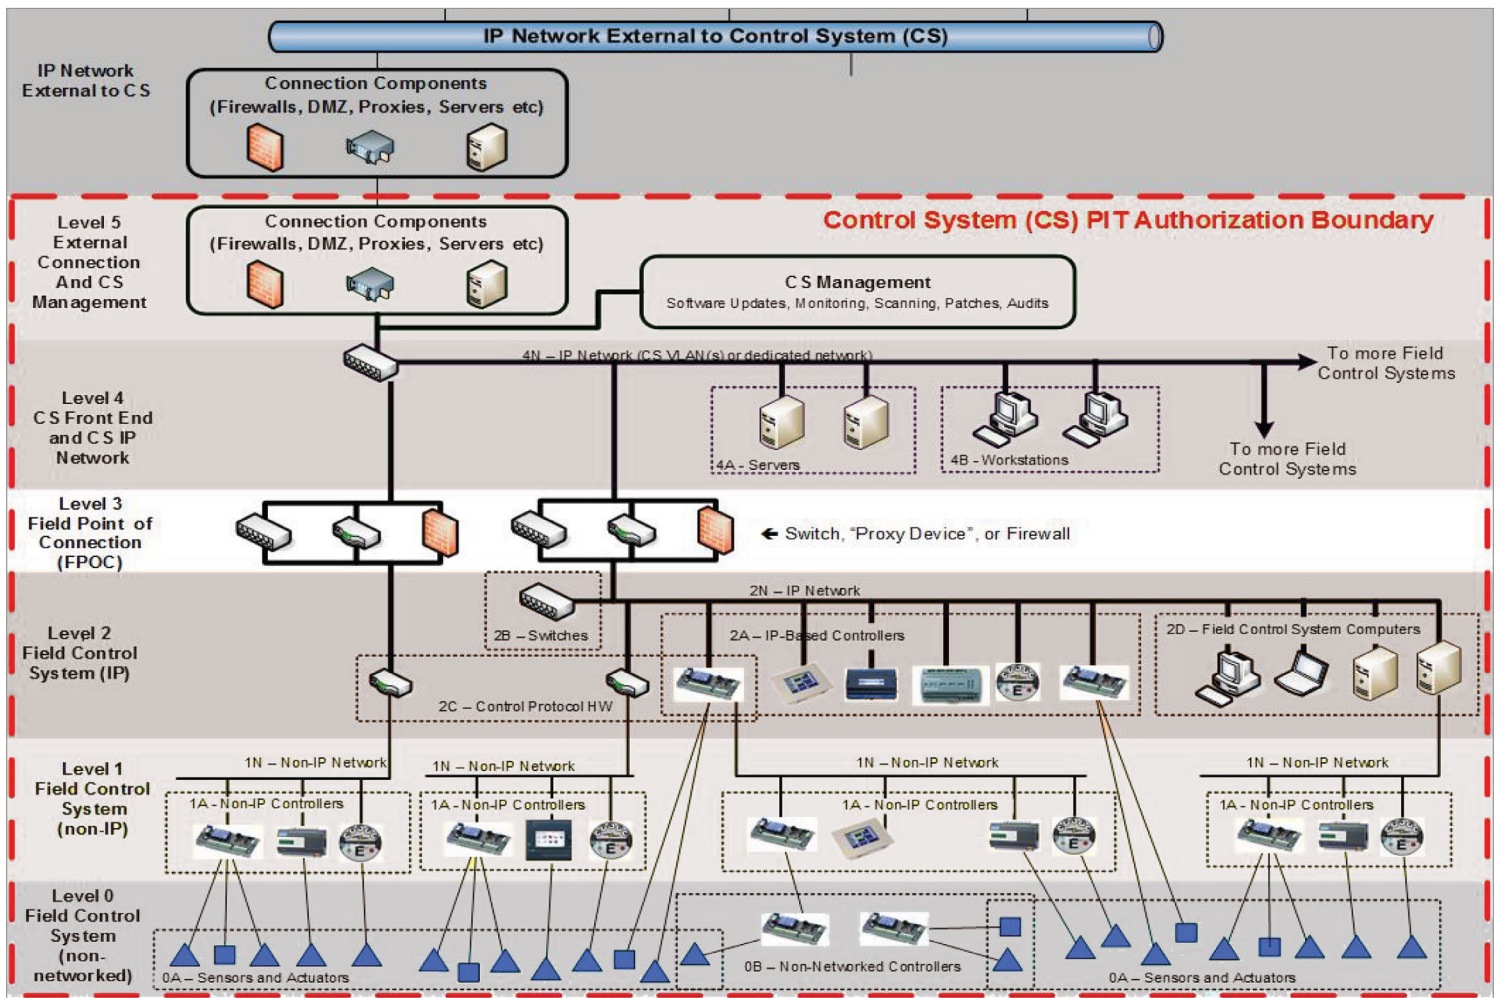 IP Network External to Control System (CS)
IP Network
External to CS
Connection Components
(Firewalls, DMZ, Proxies, Servers etc)
Level 5
External
Connection
And CS
Management
Connection Components
(Firewalls, DMZ, Proxies, Servers etc)
Control System (CS) PIT Authorization Boundary
CS Management
Software Updates, Monitoring, Scanning, Patches, Audits
4N – IP Network (CS VLAN(s) or dedicated network)
To more Field
Control Systems
Level 4
CS Front End
and CS IP
Network
4A - Servers
4B - Workstations
To more Field
Control Systems
Level 3
Field Point of
Connection
(FPOC)
🡨 Switch, “Proxy Device”, or Firewall
Level 2
Field Control
System (IP)
2N – IP Network
2B – Switches
2A – IP-Based Controllers
2D – Field Control System Computers
2C – Control Protocol HW
E
Level 1
Field Control
System
(non-IP)
1N – Non-IP Network
1N – Non-IP Network
1N – Non-IP Network
1N – Non-IP Network
1A - Non-IP Controllers
1A - Non-IP Controllers
1A - Non-IP Controllers
1A - Non-IP Controllers
E
E
E
E
Level 0
Field Control
System
(non-
networked)
0A – Sensors and Actuators
0B – Non-Networked Controllers
0A – Sensors and Actuators